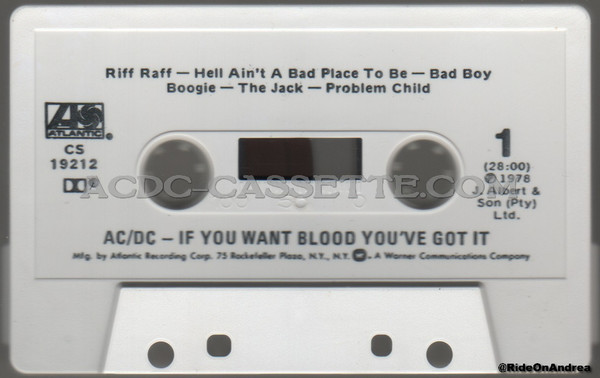 Riff Raff — Hell Ain't A Bad Place To Be — Bad Boy
Boogie — The Jack — Problem Child
ATLANTIC
CS
19212
1
(28:00)
℗ 1978
J. Albert &
Son (Pty)
Ltd.
ACDC-CASSETTE.COM
AC/DC — IF YOU WANT BLOOD YOU'VE GOT IT
Mfg. by Atlantic Recording Corp. 75 Rockefeller Plaza, N.Y., N.Y. — A Warner Communications Company
@RideOnAndrea